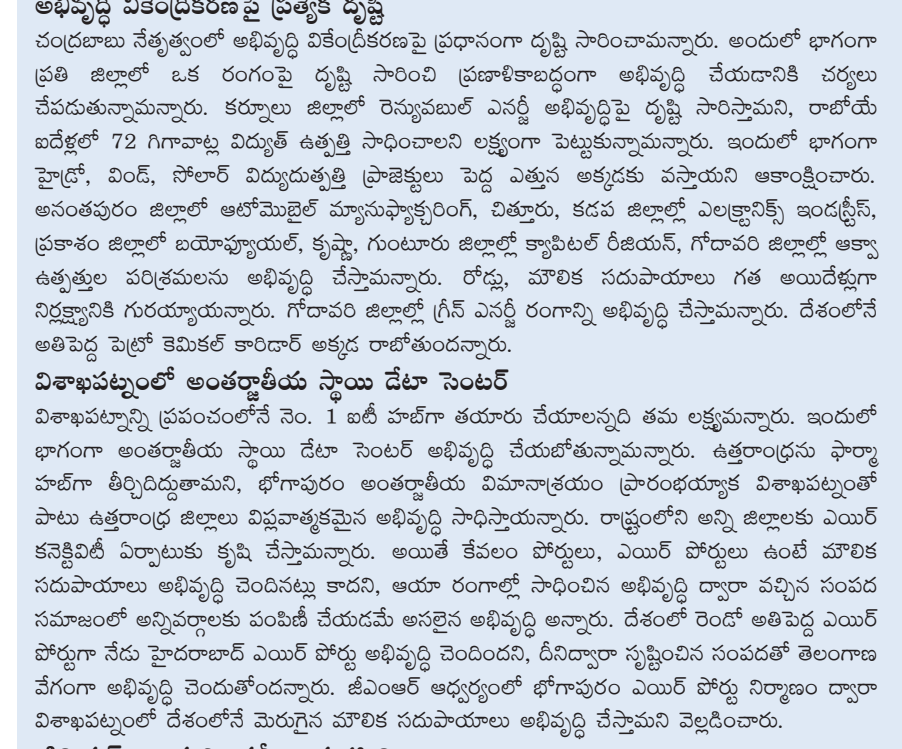 అభివృద్ధి వికేంద్రీకరణపై ప్రత్యేక దృష్టి
చంద్రబాబు నేతృత్వంలో అభివృద్ధి వికేంద్రీకరణపై ప్రధానంగా దృష్టి సారించామన్నారు. అందులో భాగంగా
ప్రతి జిల్లాలో ఒక రంగంపై దృష్టి సారించి ప్రణాళికాబద్ధంగా అభివృద్ధి చేయడానికి చర్యలు
చేపడుతున్నామన్నారు. కర్నూలు జిల్లాలో రెన్యువబుల్ ఎనర్జీ అభివృద్ధిపై దృష్టి సారిస్తామని, రాబోయే
ఐదేళ్లలో 72 గిగావాట్ల విద్యుత్ ఉత్పత్తి సాధించాలని లక్ష్యంగా పెట్టుకున్నామన్నారు. ఇందులో భాగంగా
హైడ్రో, విండ్, సోలార్ విద్యుదుత్పత్తి ప్రాజెక్టులు పెద్ద ఎత్తున అక్కడకు వస్తాయని ఆకాంక్షించారు.
అనంతపురం జిల్లాలో ఆటోమొబైల్ మ్యానుఫ్యాక్చరింగ్, చిత్తూరు, కడప జిల్లాల్లో ఎలక్ట్రానిక్స్ ఇండస్ట్రీస్,
ప్రకాశం జిల్లాలో బయోఫ్యూయల్, కృష్ణా, గుంటూరు జిల్లాల్లో క్యాపిటల్ రీజియన్, గోదావరి జిల్లాల్లో ఆక్వా
ఉత్పత్తుల పరిశ్రమలను అభివృద్ధి చేస్తామన్నారు. రోడ్లు, మౌలిక సదుపాయాలు గత అయిదేళ్లుగా
నిర్లక్ష్యానికి గురయ్యాయన్నారు. గోదావరి జిల్లాల్లో గ్రీన్ ఎనర్జీ రంగాన్ని అభివృద్ధి చేస్తామన్నారు. దేశంలోనే
అతిపెద్ద పెట్రో కెమికల్ కారిడార్ అక్కడ రాబోతుందన్నారు.
విశాఖపట్నంలో అంతర్జాతీయ స్థాయి డేటా సెంటర్
విశాఖపట్నాన్ని ప్రపంచంలోనే నెం. 1 ఐటీ హబ్‌గా తయారు చేయాలన్నది తమ లక్ష్యమన్నారు. ఇందులో
భాగంగా అంతర్జాతీయ స్థాయి డేటా సెంటర్ అభివృద్ధి చేయబోతున్నామన్నారు. ఉత్తరాంధ్రను ఫార్మా
హబ్‌గా తీర్చిదిద్దుతామని, భోగాపురం అంతర్జాతీయ విమానాశ్రయం ప్రారంభయ్యాక విశాఖపట్నంతో
పాటు ఉత్తరాంధ్ర జిల్లాలు విప్లవాత్మకమైన అభివృద్ధి సాధిస్తాయన్నారు. రాష్ట్రంలోని అన్ని జిల్లాలకు ఎయిర్
కనెక్టివిటీ ఏర్పాటుకు కృషి చేస్తామన్నారు. అయితే కేవలం పోర్టులు, ఎయిర్ పోర్టులు ఉంటే మౌలిక
సదుపాయాలు అభివృద్ధి చెందినట్లు కాదని, ఆయా రంగాల్లో సాధించిన అభివృద్ధి ద్వారా వచ్చిన సంపద
సమాజంలో అన్నివర్గాలకు పంపిణీ చేయడమే అసలైన అభివృద్ధి అన్నారు. దేశంలో రెండో అతిపెద్ద ఎయిర్
పోర్టుగా నేడు హైదరాబాద్ ఎయిర్ పోర్టు అభివృద్ధి చెందిందని, దీనిద్వారా సృష్టించిన సంపదతో తెలంగాణ
వేగంగా అభివృద్ధి చెందుతోందన్నారు. జీఎంఆర్ ఆధ్వర్యంలో భోగాపురం ఎయిర్ పోర్టు నిర్మాణం ద్వారా
విశాఖపట్నంలో దేశంలోనే మెరుగైన మౌలిక సదుపాయాలు అభివృద్ధి చేస్తామని వెల్లడించారు.